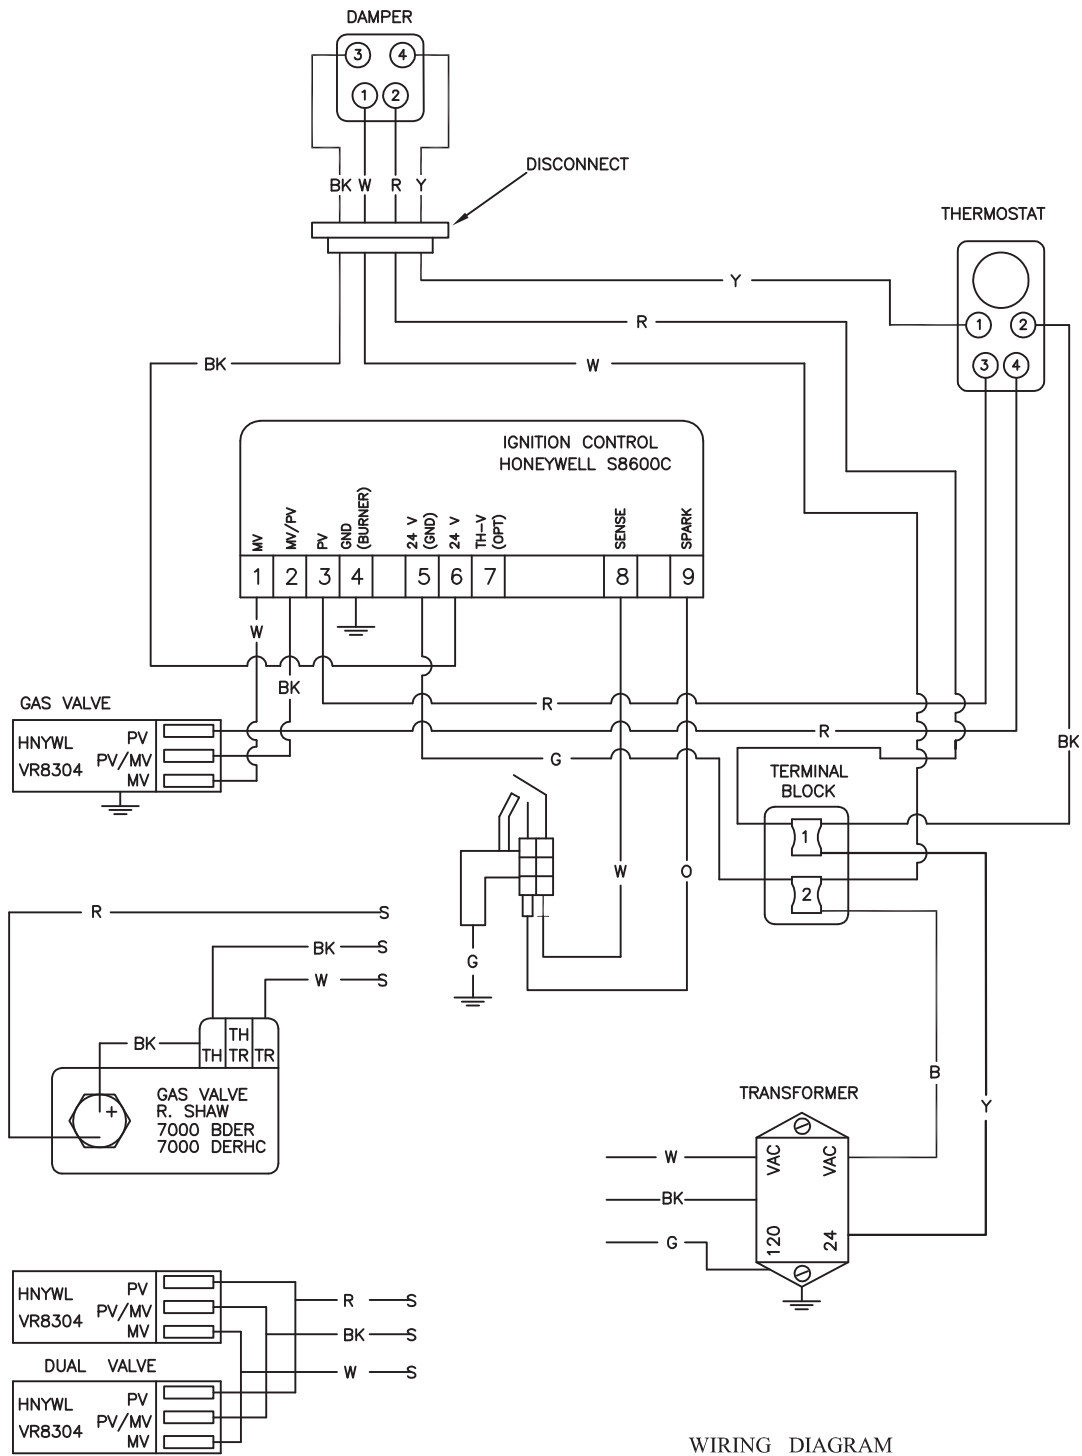 DAMPER
3 4
1 2
BK W R Y
DISCONNECT
THERMOSTAT
Y
1 2
R
3 4
BK
W
IGNITION CONTROL
HONEYWELL S8600C
MV
MV/PV
PV
GND
(BURNER)
24 V
(GND)
24 V
TH-V
(OPT)
SENSE
SPARK
1 2 3 4 5 6 7 8 9
W
BK
GAS VALVE
R
R
BK
HNYWL
VR8304
PV
PV/MV
MV
G
TERMINAL
BLOCK
1
2
W
O
G
R S
BK S
W S
BK
TH
TH
TR
TR
+
GAS VALVE
R. SHAW
7000 BDER
7000 DERHC
B
Y
TRANSFORMER
W
BK
G
VAC
120
VAC
24
HNYWL
VR8304
PV
PV/MV
MV
R S
BK S
W S
DUAL VALVE
HNYWL
VR8304
PV
PV/MV
MV
WIRING DIAGRAM